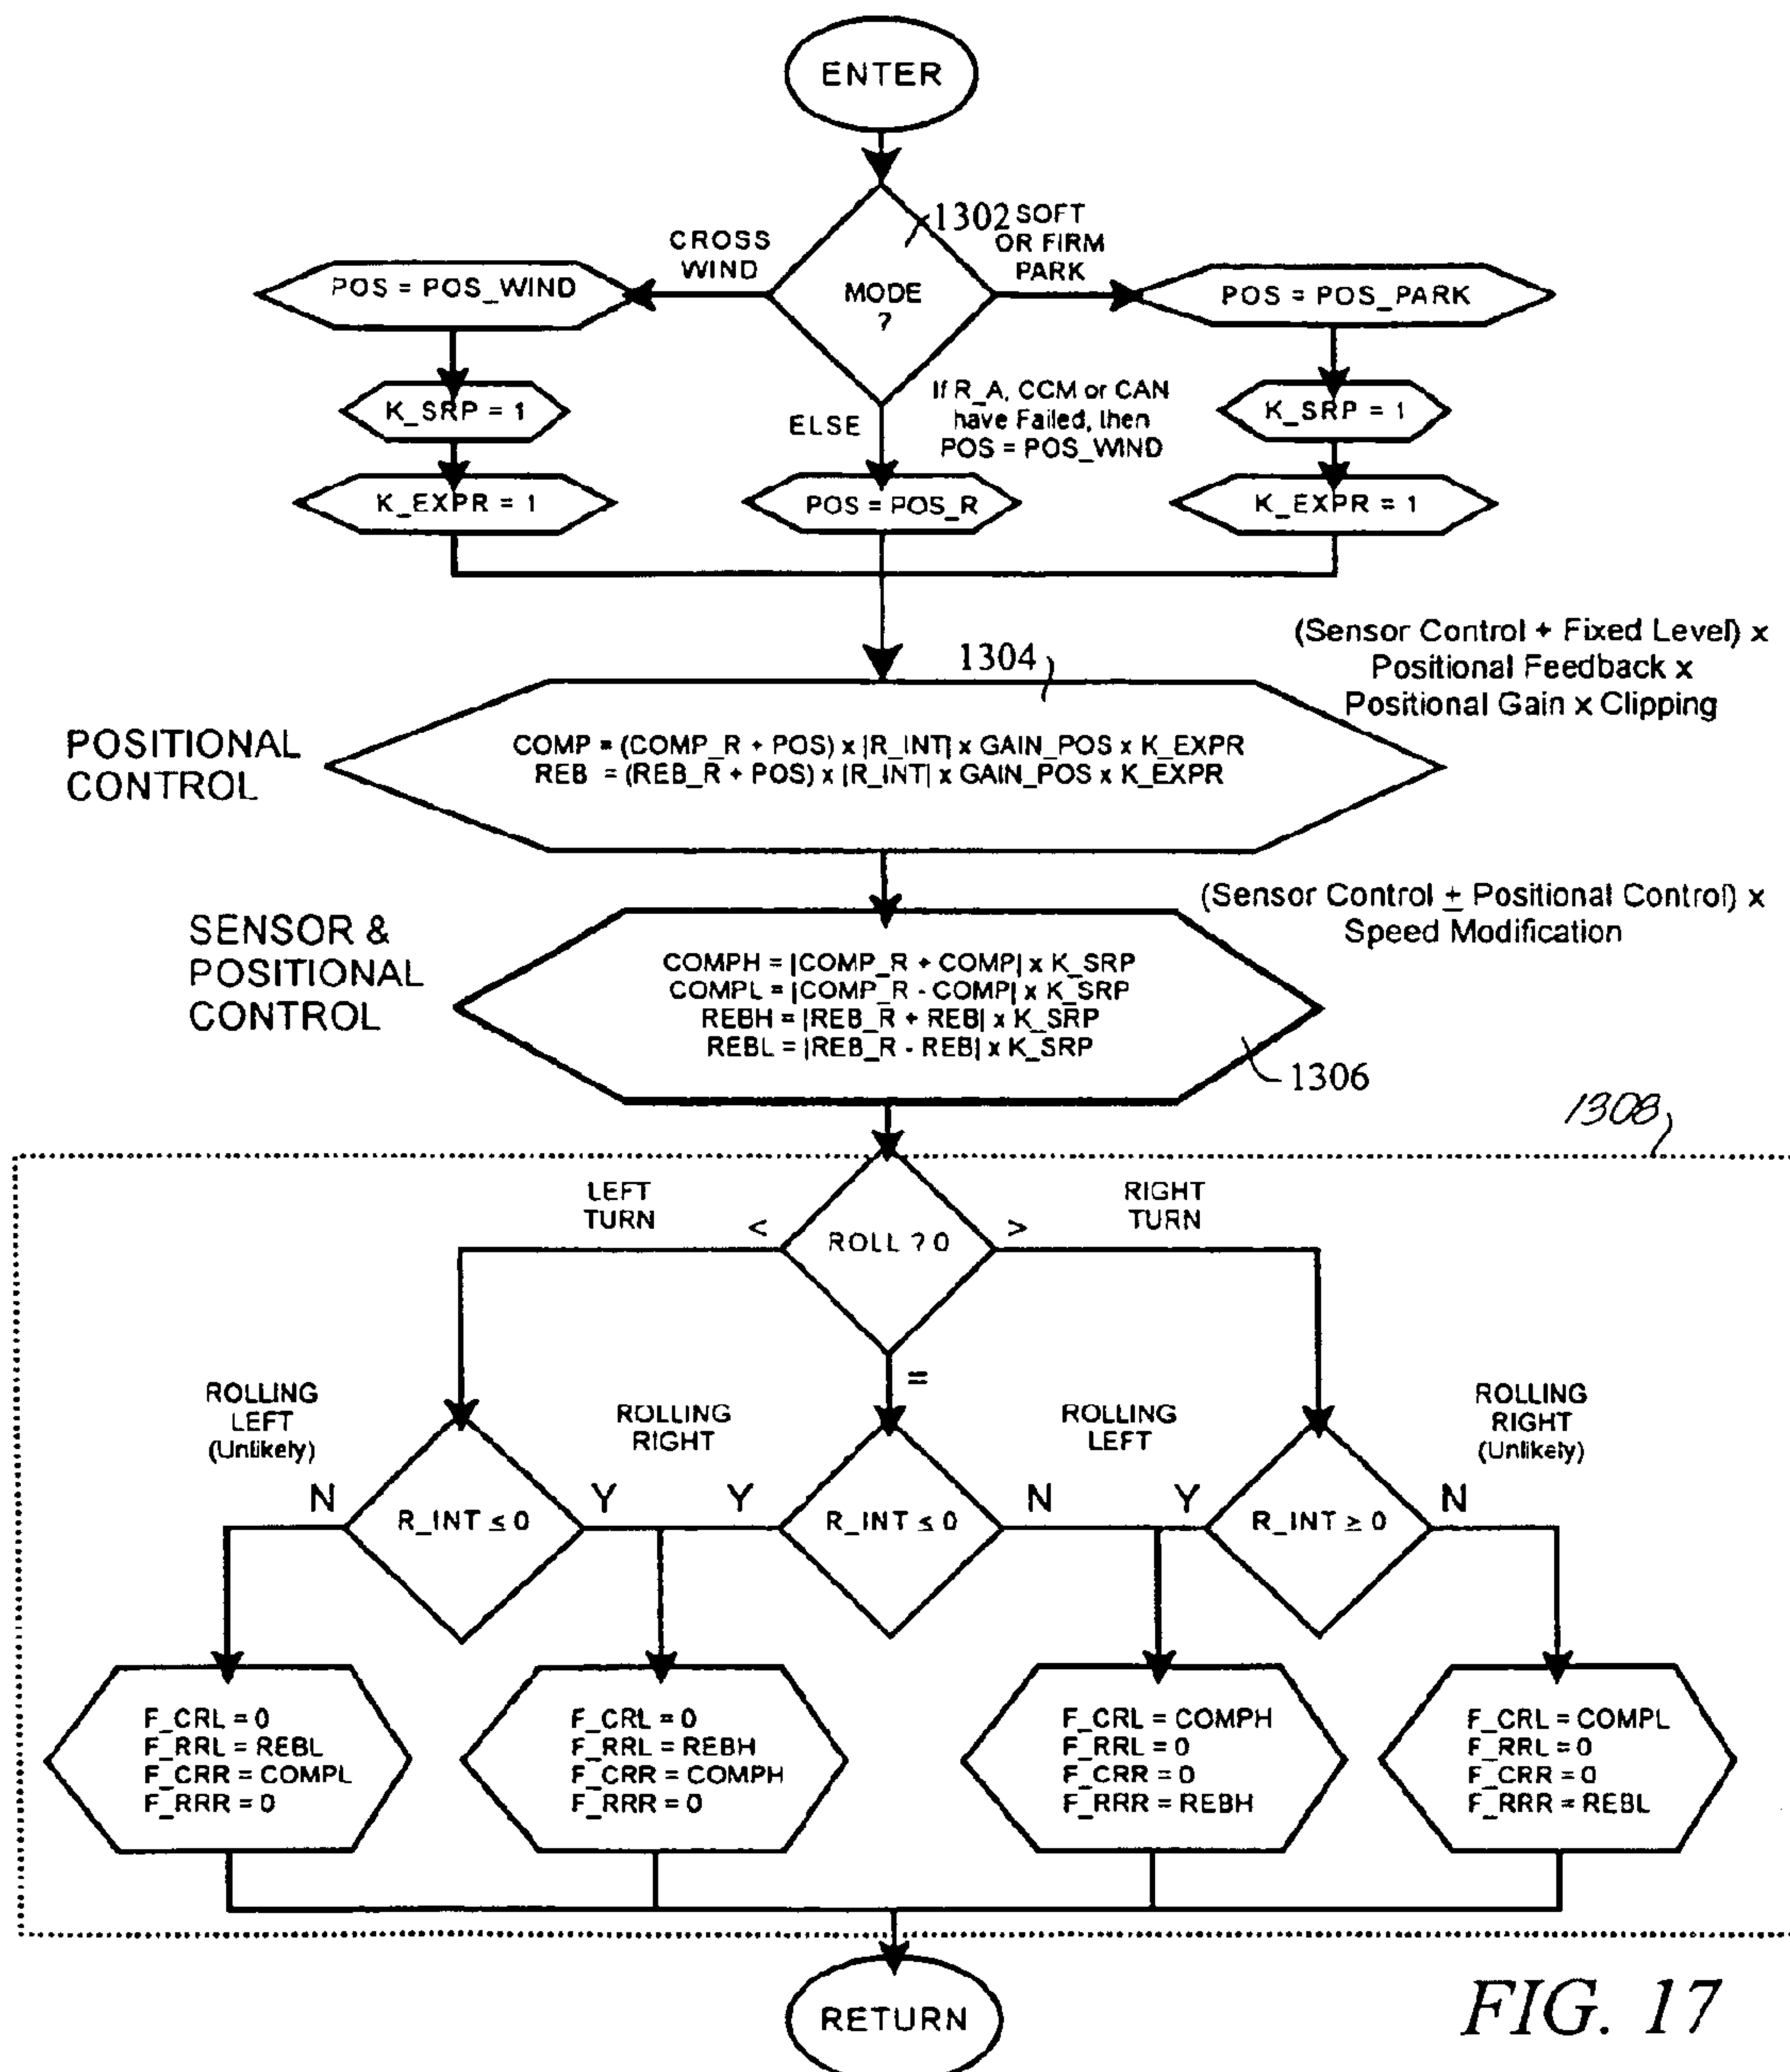 ENTER
1302
SOFT
OR FIRM
PARK
CROSS
WIND
MODE
?
POS = POS_WIND
POS = POS_PARK
K_SRP = 1
K_SRP = 1
ELSE
If R_A, CCM or CAN
have Failed, then
POS = POS_WIND
K_EXPR = 1
POS = POS_R
K_EXPR = 1
(Sensor Control + Fixed Level) x
Positional Feedback x
Positional Gain x Clipping
1304
POSITIONAL
CONTROL
COMP = (COMP_R + POS) x |R_INT| x GAIN_POS x K_EXPR
REB = (REB_R + POS) x |R_INT| x GAIN_POS x K_EXPR
(Sensor Control ± Positional Control) x
Speed Modification
SENSOR &
POSITIONAL
CONTROL
COMPH = |COMP_R + COMP| x K_SRP
COMPL = |COMP_R - COMP| x K_SRP
REBH = |REB_R + REB| x K_SRP
REBL = |REB_R - REB| x K_SRP
1306
1308
LEFT
TURN
<
ROLL ? 0
>
RIGHT
TURN
=
ROLLING
LEFT
(Unlikely)
ROLLING
RIGHT
ROLLING
LEFT
ROLLING
RIGHT
(Unlikely)
N
R_INT ≤ 0
Y
Y
R_INT ≤ 0
N
Y
R_INT ≥ 0
N
F_CRL = 0
F_RRL = REBL
F_CRR = COMPL
F_RRR = 0
F_CRL = 0
F_RRL = REBH
F_CRR = COMPH
F_RRR = 0
F_CRL = COMPH
F_RRL = 0
F_CRR = 0
F_RRR = REBH
F_CRL = COMPL
F_RRL = 0
F_CRR = 0
F_RRR = REBL
RETURN
FIG. 17